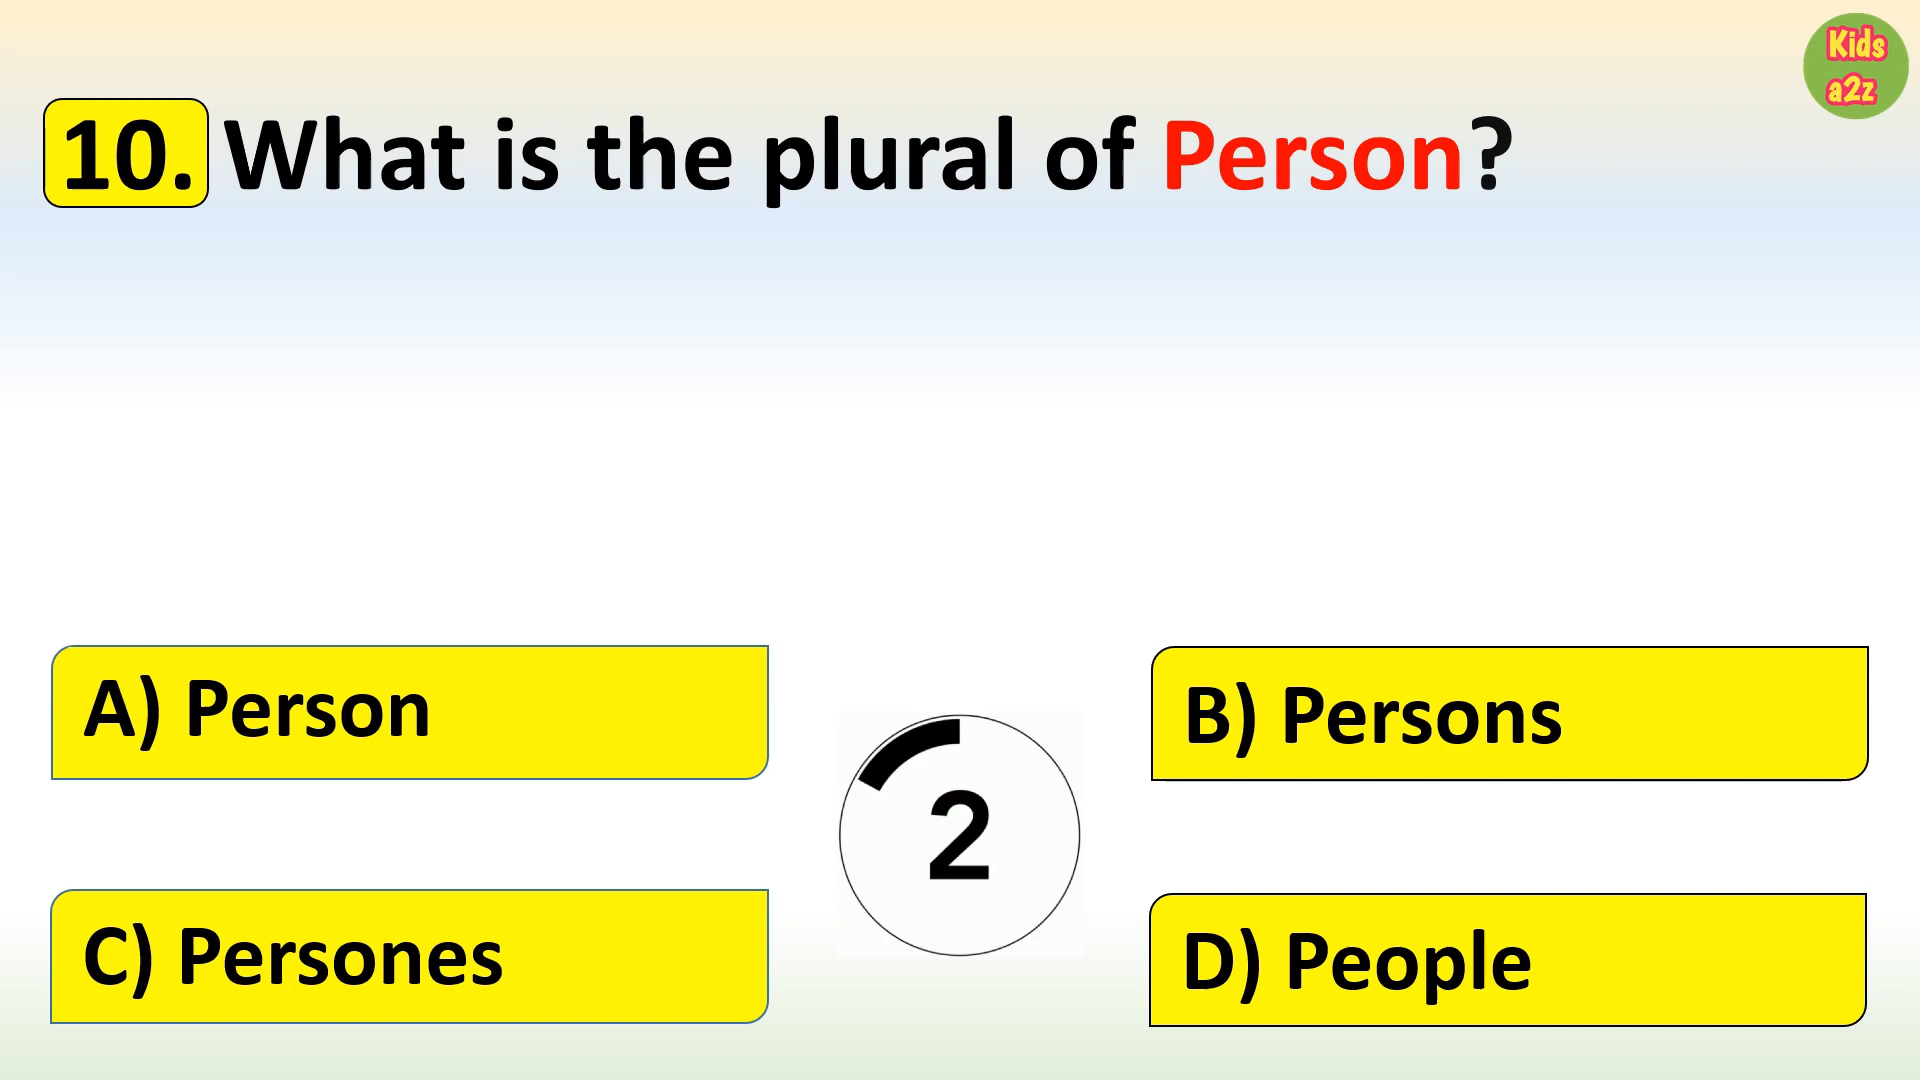 Kids
a2z
10. What is the plural of Person?
A) Person
B) Persons
2
C) Persones
D) People